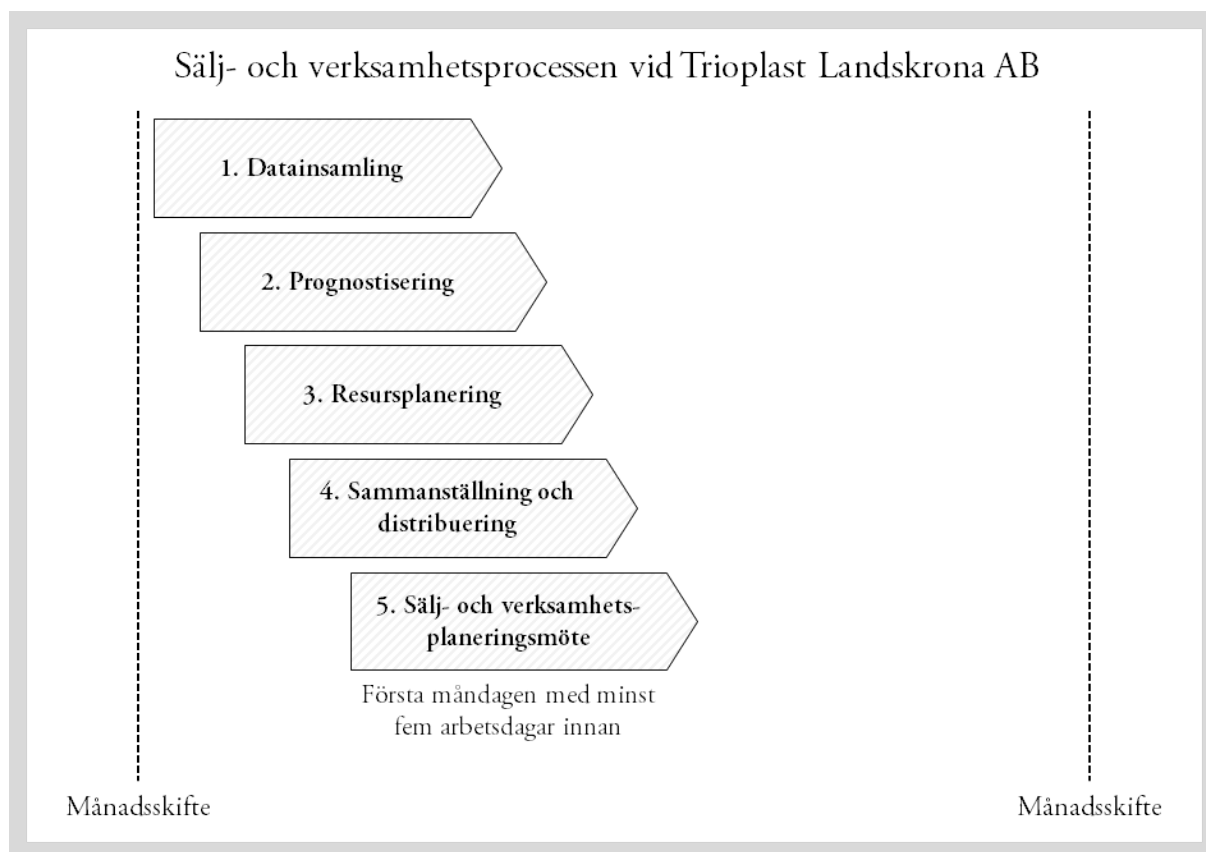 Sälj- och verksamhetsprocessen vid Trioplast Landskrona AB
1. Datainsamling
2. Prognostisering
3. Resursplanering
4. Sammanställning och
distribuering
5. Sälj- och verksamhets-
planeringsmöte
Första måndagen med minst
fem arbetsdagar innan
Månadsskifte
Månadsskifte